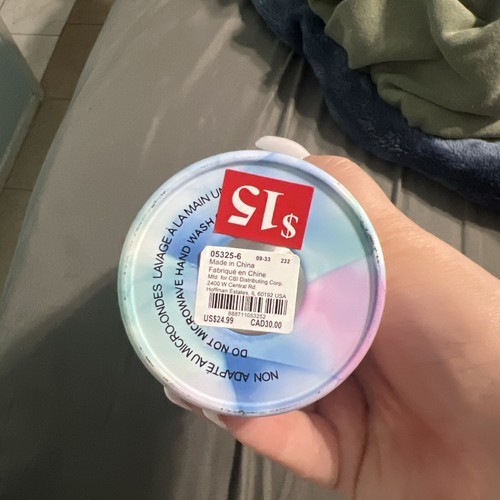 $15
05325-6 09-33 232
Made in China
Fabriqué en Chine
Mfd. for CBI Distributing Corp.
2400 W Central Rd
Hoffman Estates, IL 60192 USA
888711053252
US$24.99 CAD30.00
HAND WASH
DO NOT MICROWAVE
LAVAGE À LA MAIN
NON ADAPTÉ AU MICRO-ONDES